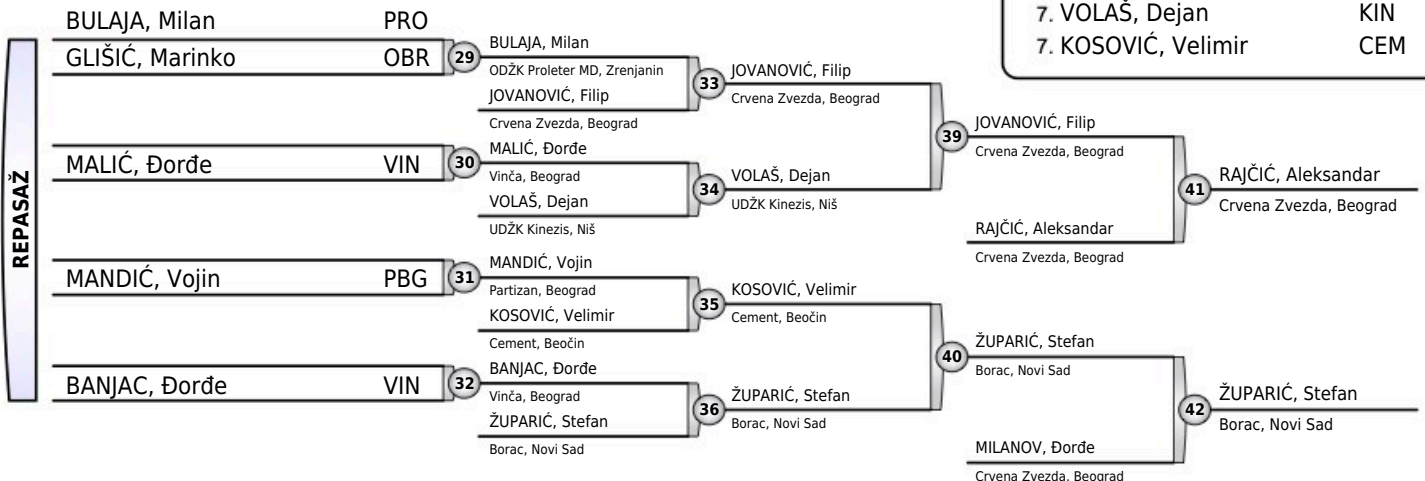 BULAJA, Milan PRO
GLIŠIĆ, Marinko OBR
MALIĆ, Đorđe VIN
MANDIĆ, Vojin PBG
BANJAC, Đorđe VIN
REPASAŽ
29
BULAJA, Milan
ODŽK Proleter MD, Zrenjanin
JOVANOVIĆ, Filip
Crvena Zvezda, Beograd
30
MALIĆ, Đorđe
Vinča, Beograd
VOLAŠ, Dejan
UDŽK Kinezis, Niš
31
MANDIĆ, Vojin
Partizan, Beograd
KOSOVIĆ, Velimir
Cement, Beočin
32
BANJAC, Đorđe
Vinča, Beograd
ŽUPARIĆ, Stefan
Borac, Novi Sad
33
JOVANOVIĆ, Filip
Crvena Zvezda, Beograd
34
VOLAŠ, Dejan
UDŽK Kinezis, Niš
35
KOSOVIĆ, Velimir
Cement, Beočin
36
ŽUPARIĆ, Stefan
Borac, Novi Sad
39
JOVANOVIĆ, Filip
Crvena Zvezda, Beograd
RAJČIĆ, Aleksandar
Crvena Zvezda, Beograd
40
ŽUPARIĆ, Stefan
Borac, Novi Sad
MILANOV, Đorđe
Crvena Zvezda, Beograd
41
RAJČIĆ, Aleksandar
Crvena Zvezda, Beograd
42
ŽUPARIĆ, Stefan
Borac, Novi Sad
7. VOLAŠ, Dejan KIN
7. KOSOVIĆ, Velimir CEM